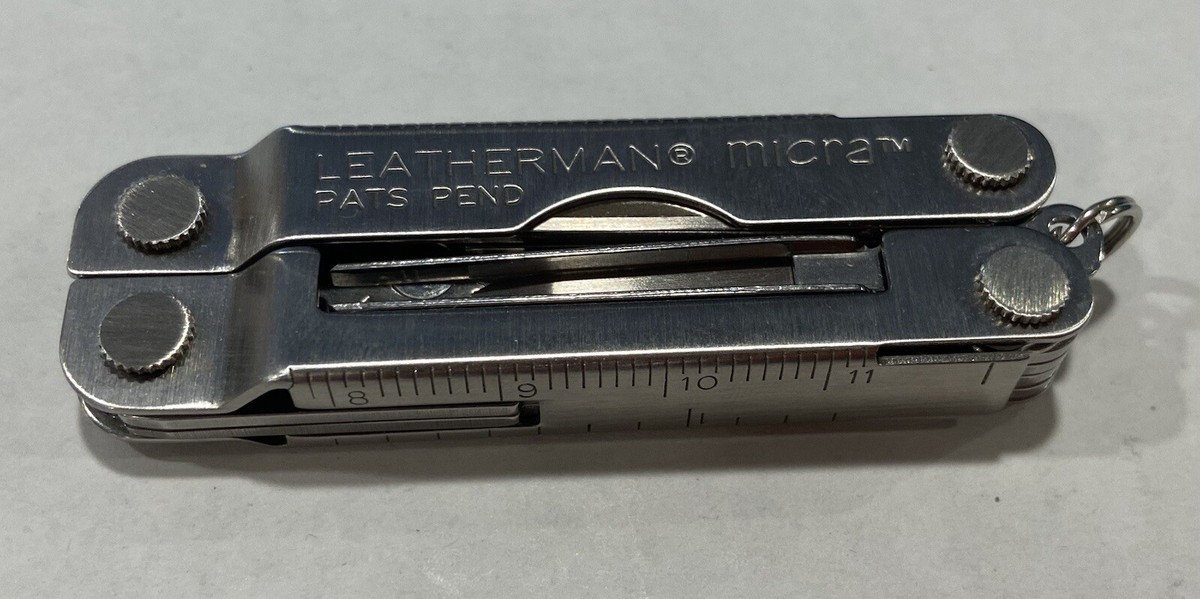 LEATHERMAN® micra™
PATS PEND
8 9 10 11